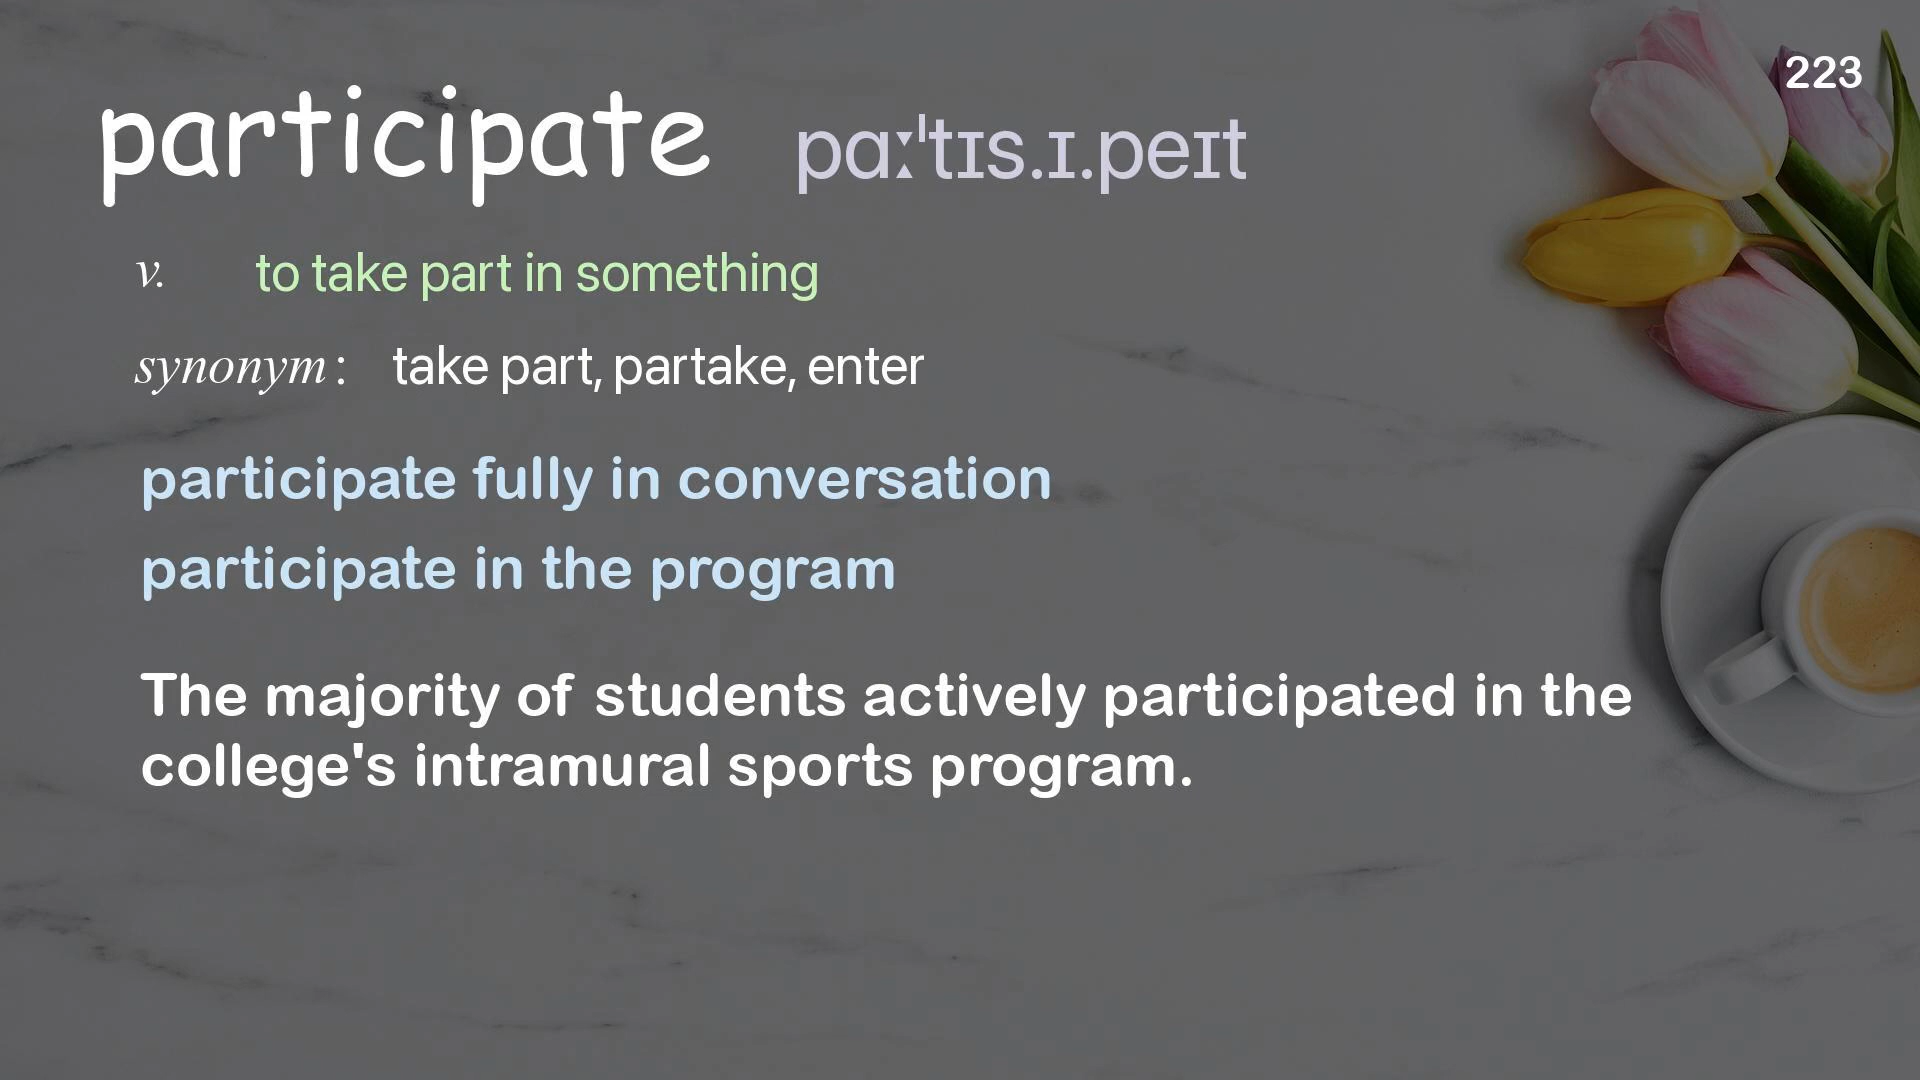 223
participate pɑːˈtɪs.ɪ.peɪt
v. to take part in something
synonym : take part, partake, enter
participate fully in conversation
participate in the program
The majority of students actively participated in the
college's intramural sports program.